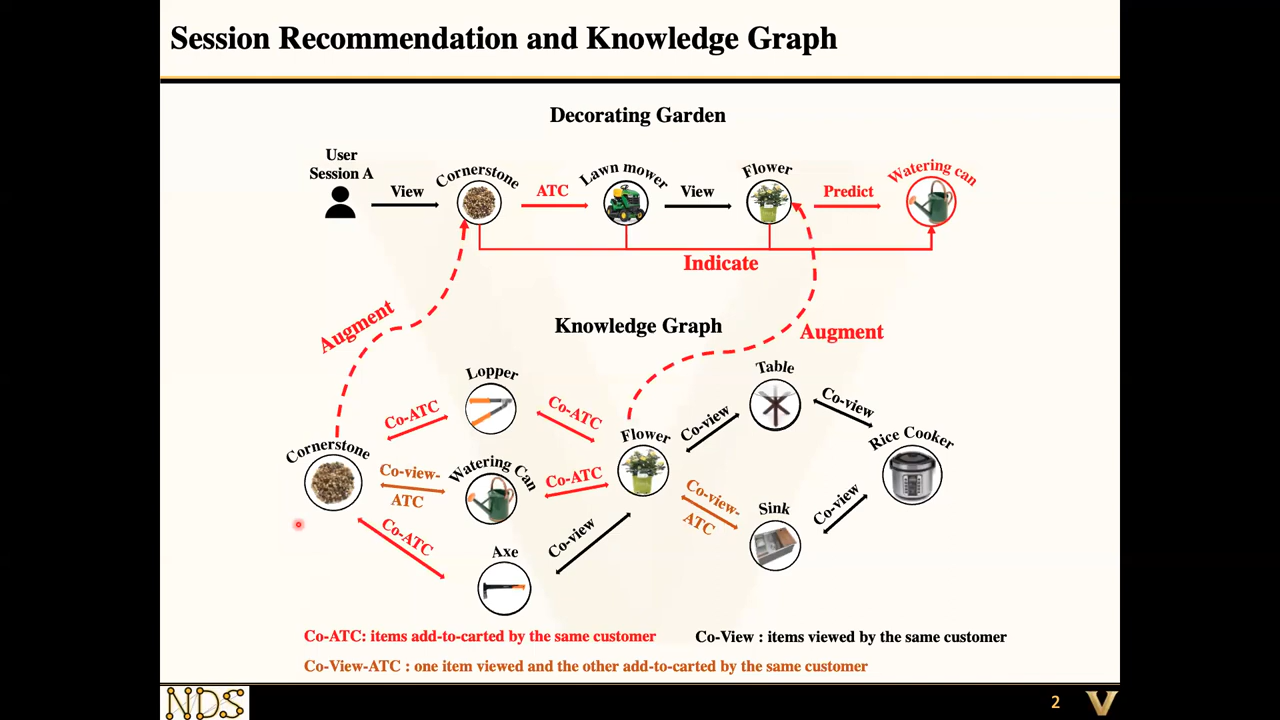 Session Recommendation and Knowledge Graph
Decorating Garden
User
Session A
View
Cornerstone
ATC
Lawn mower
View
Flower
Predict
Watering can
Indicate
Augment
Knowledge Graph
Augment
Lopper
Table
Co-ATC
Co-ATC
Co-view
Co-view
Cornerstone
Flower
Rice Cooker
Co-view-
ATC
Watering Can
Co-ATC
Co-view-
ATC
Sink
Co-view
Co-ATC
Axe
Co-view
Co-ATC: items add-to-carted by the same customer
Co-View : items viewed by the same customer
Co-View-ATC : one item viewed and the other add-to-carted by the same customer
NDS
2
V